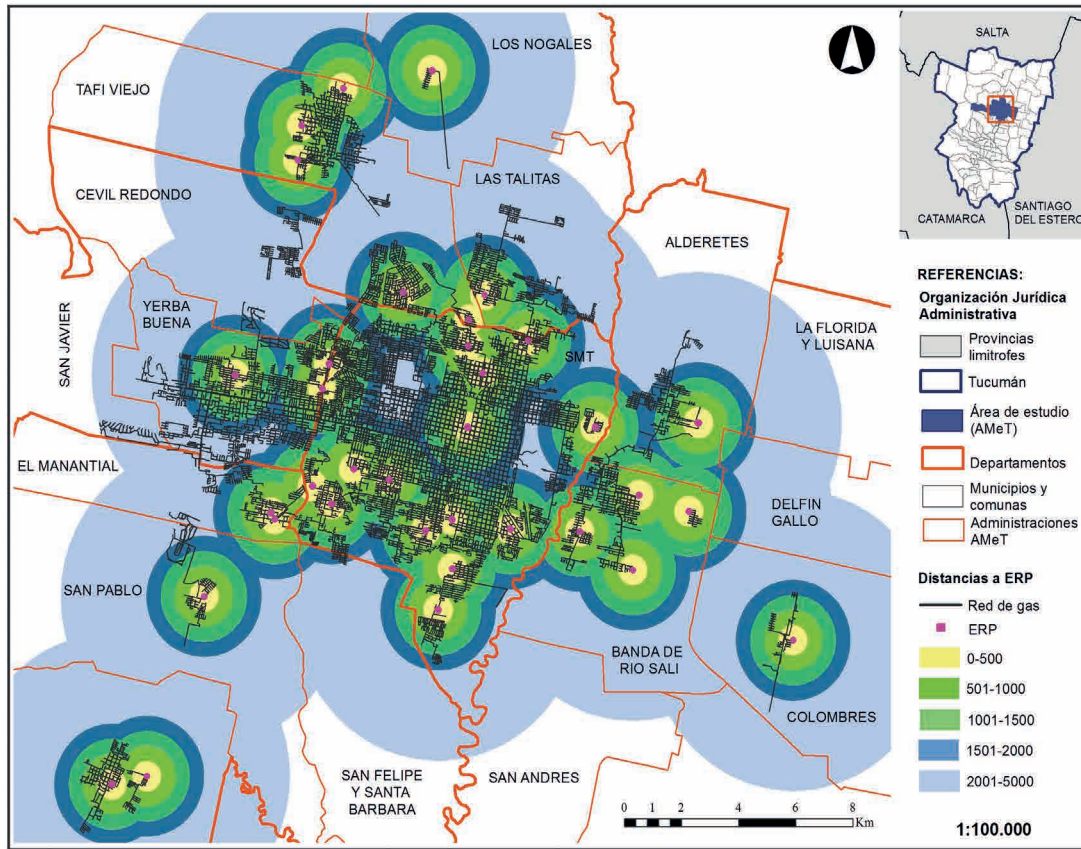 LOS NOGALES
TAFI VIEJO
CEVIL REDONDO
LAS TALITAS
ALDERETES
YERBA
BUENA
SAN JAVIER
LA FLORIDA
Y LUISIANA
SMT
EL MANANTIAL
DELFIN
GALLO
SAN PABLO
BANDA DE
RIO SALI
COLOMBRES
SAN FELIPE
Y SANTA
BARBARA
SAN ANDRES
0 1 2 4 6 8
Km
SALTA
CATAMARCA
SANTIAGO
DEL ESTERO
REFERENCIAS:
Organización Jurídica
Administrativa
Provincias
limitrofes
Tucumán
Área de estudio
(AMeT)
Departamentos
Municipios y
comunas
Administraciones
AMeT
Distancias a ERP
Red de gas
ERP
0-500
501-1000
1001-1500
1501-2000
2001-5000
1:100.000